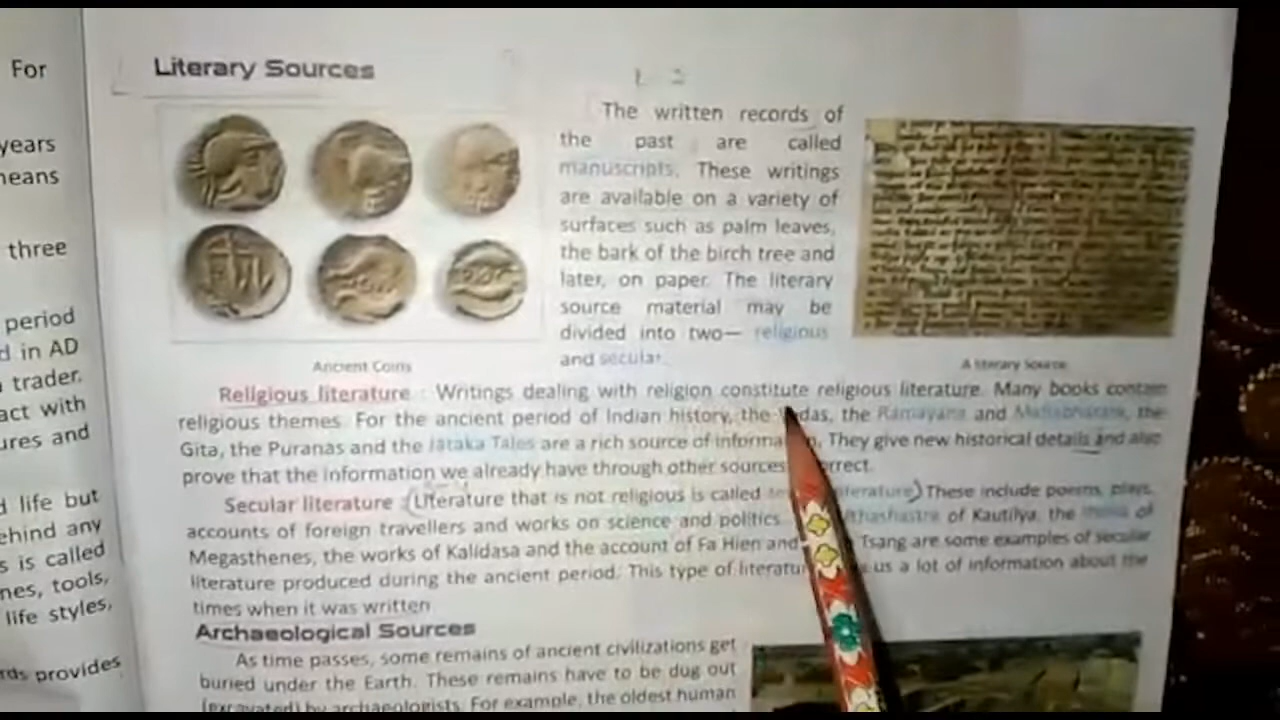 For
years
means
three
period
d in AD
trader.
act with
ures and
d life but
ehind any
s is called
nes, tools,
life styles,
rds provides
Literary Sources
The written records of
the past are called
manuscripts. These writings
are available on a variety of
surfaces such as palm leaves,
the bark of the birch tree and
later, on paper. The literary
source material may be
divided into two— religious
and secular.
Ancient Coins
A literary Source
Religious literature : Writings dealing with religion constitute religious literature. Many books contain
religious themes. For the ancient period of Indian history, the Vedas, the Ramayana and Mahabharata, the
Gita, the Puranas and the Jataka Tales are a rich source of informa n. They give new historical details and also
prove that the information we already have through other sources orrect.
Secular literature : (Literature that is not religious is called literature) These include poems, plays,
accounts of foreign travellers and works on science and politics. Arthashastra of Kautilya, the Indica of
Megasthenes, the works of Kalidasa and the account of Fa Hien and Tsang are some examples of secular
literature produced during the ancient period. This type of literatur us a lot of information about the
times when it was written
Archaeological Sources
As time passes, some remains of ancient civilizations get
buried under the Earth. These remains have to be dug out
(excavated) by archaeologists. For example, the oldest human